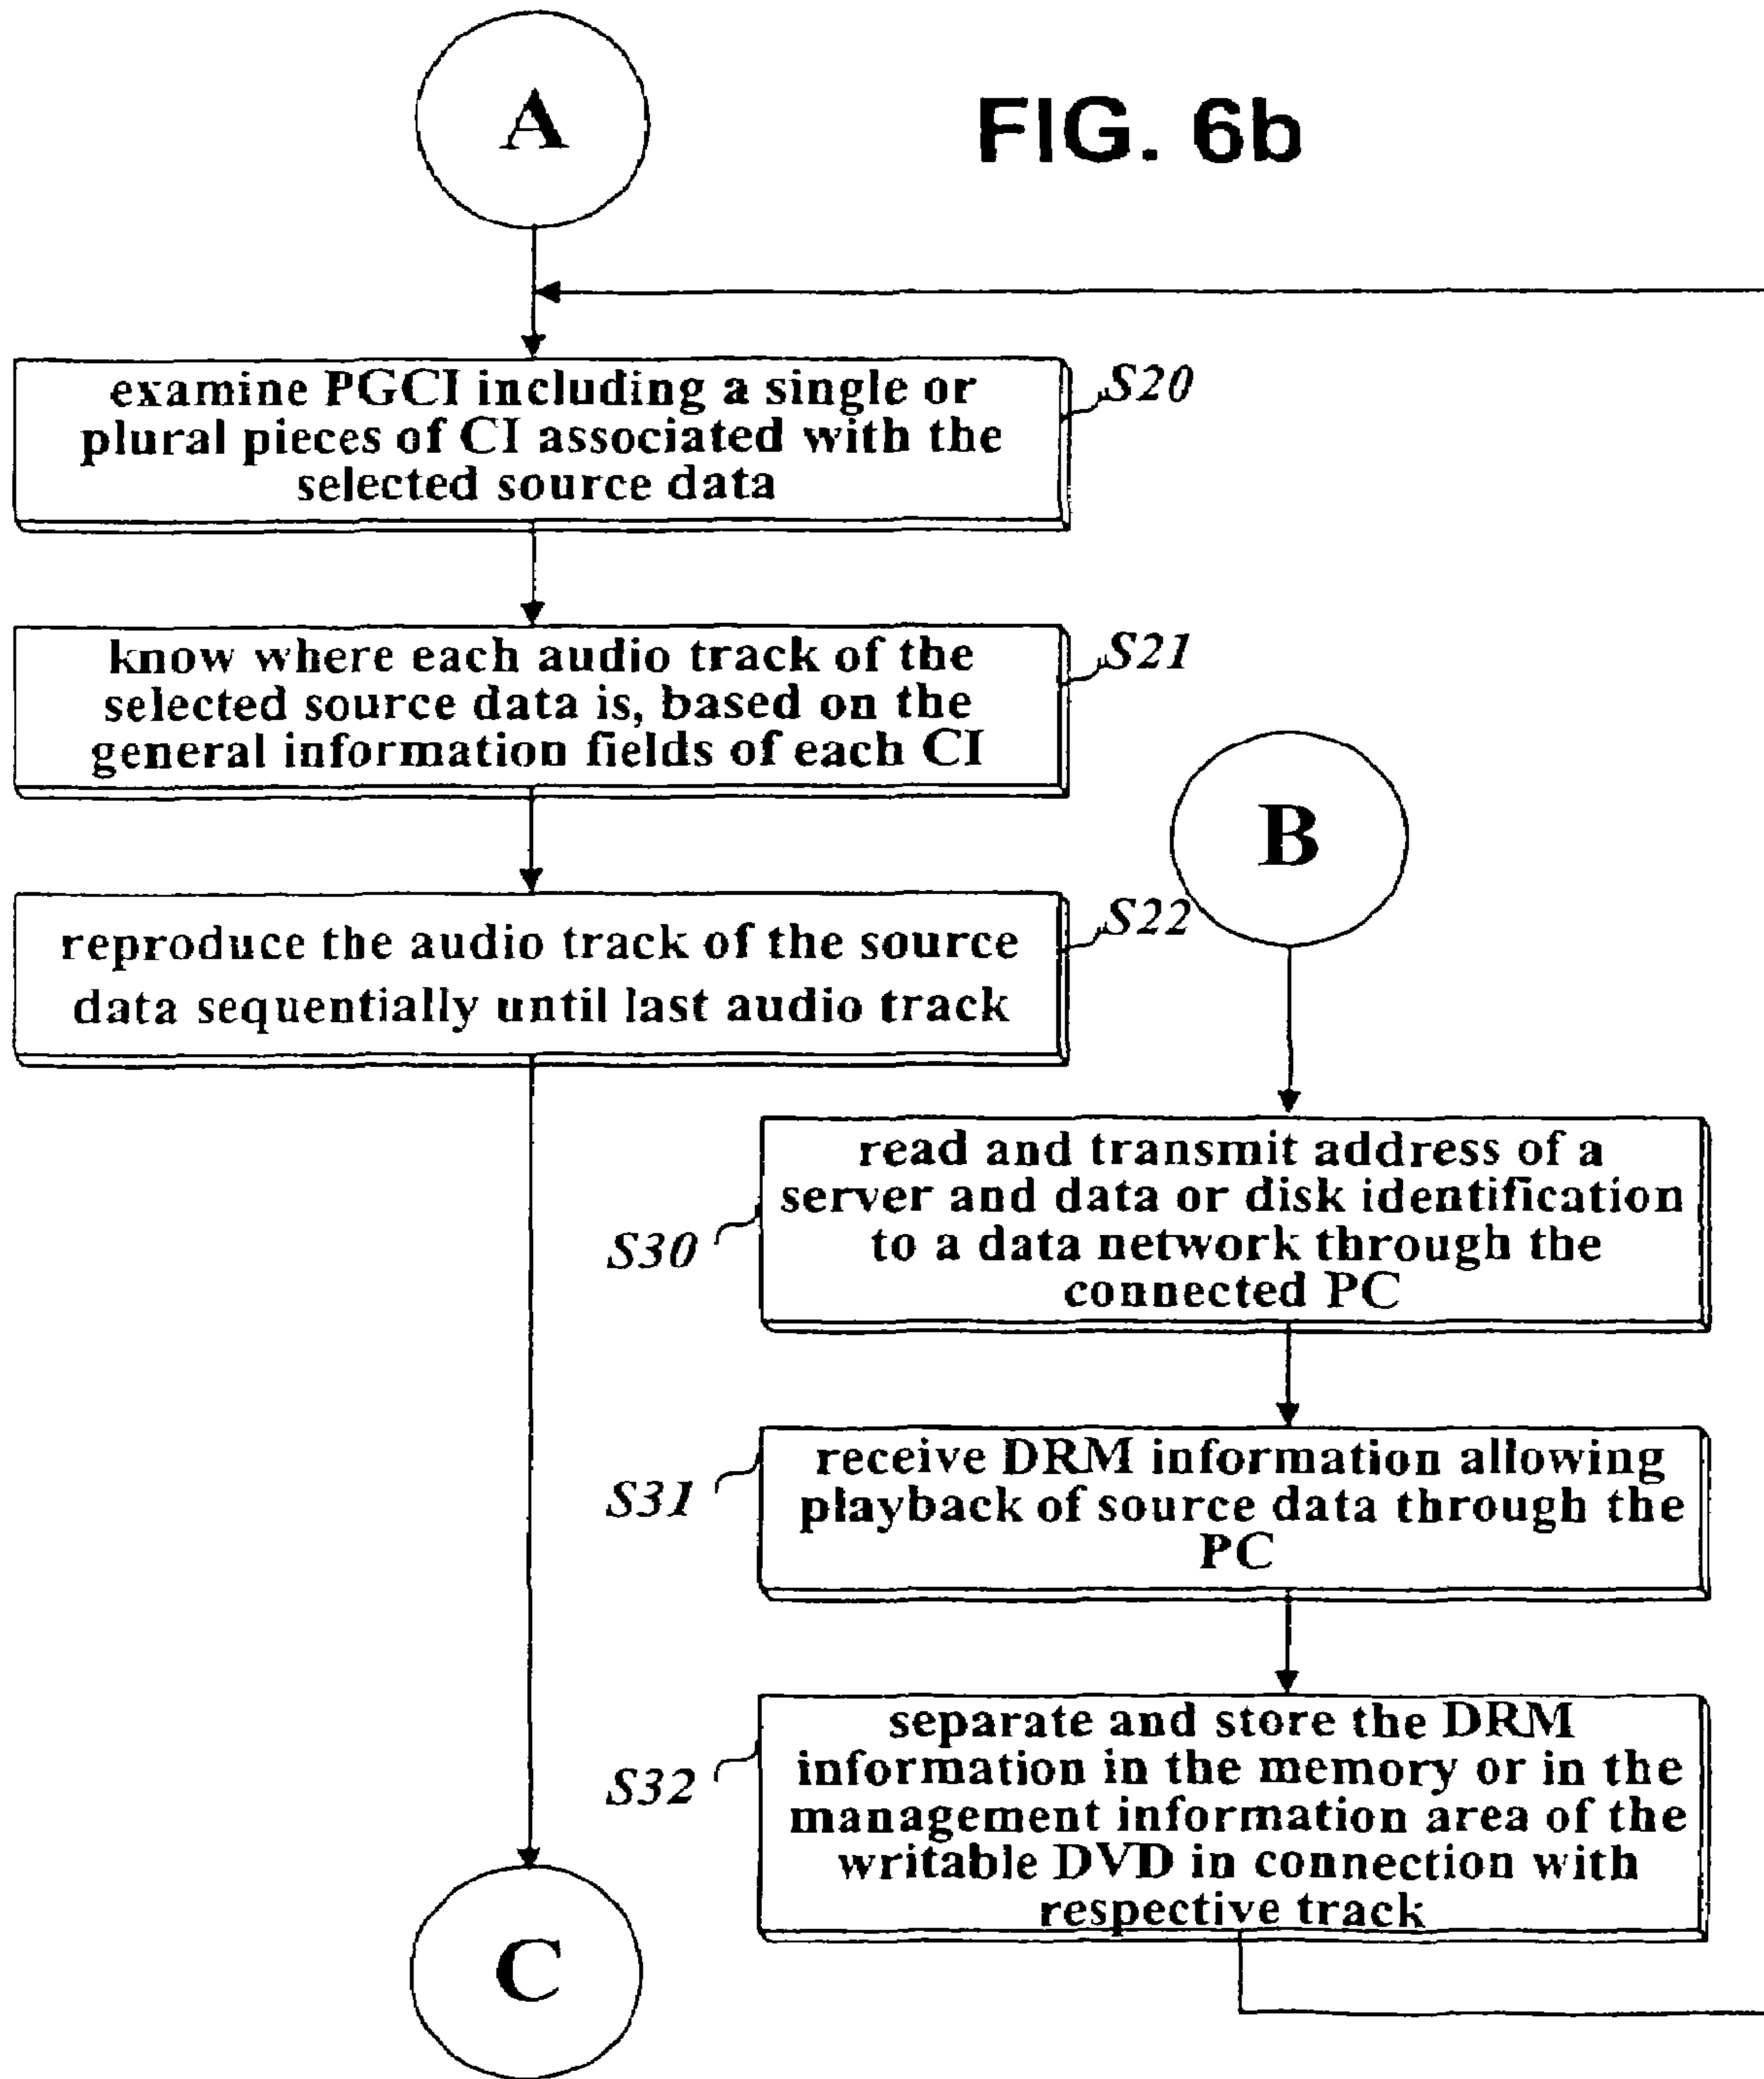 A
FIG. 6b
examine PGCI including a single or
plural pieces of CI associated with the
selected source data
S20
know where each audio track of the
selected source data is, based on the
general information fields of each CI
S21
reproduce the audio track of the source
data sequentially until last audio track
S22
B
read and transmit address of a
server and data or disk identification
to a data network through the
connected PC
S30
receive DRM information allowing
playback of source data through the
PC
S31
separate and store the DRM
information in the memory or in the
management information area of the
writable DVD in connection with
respective track
S32
C